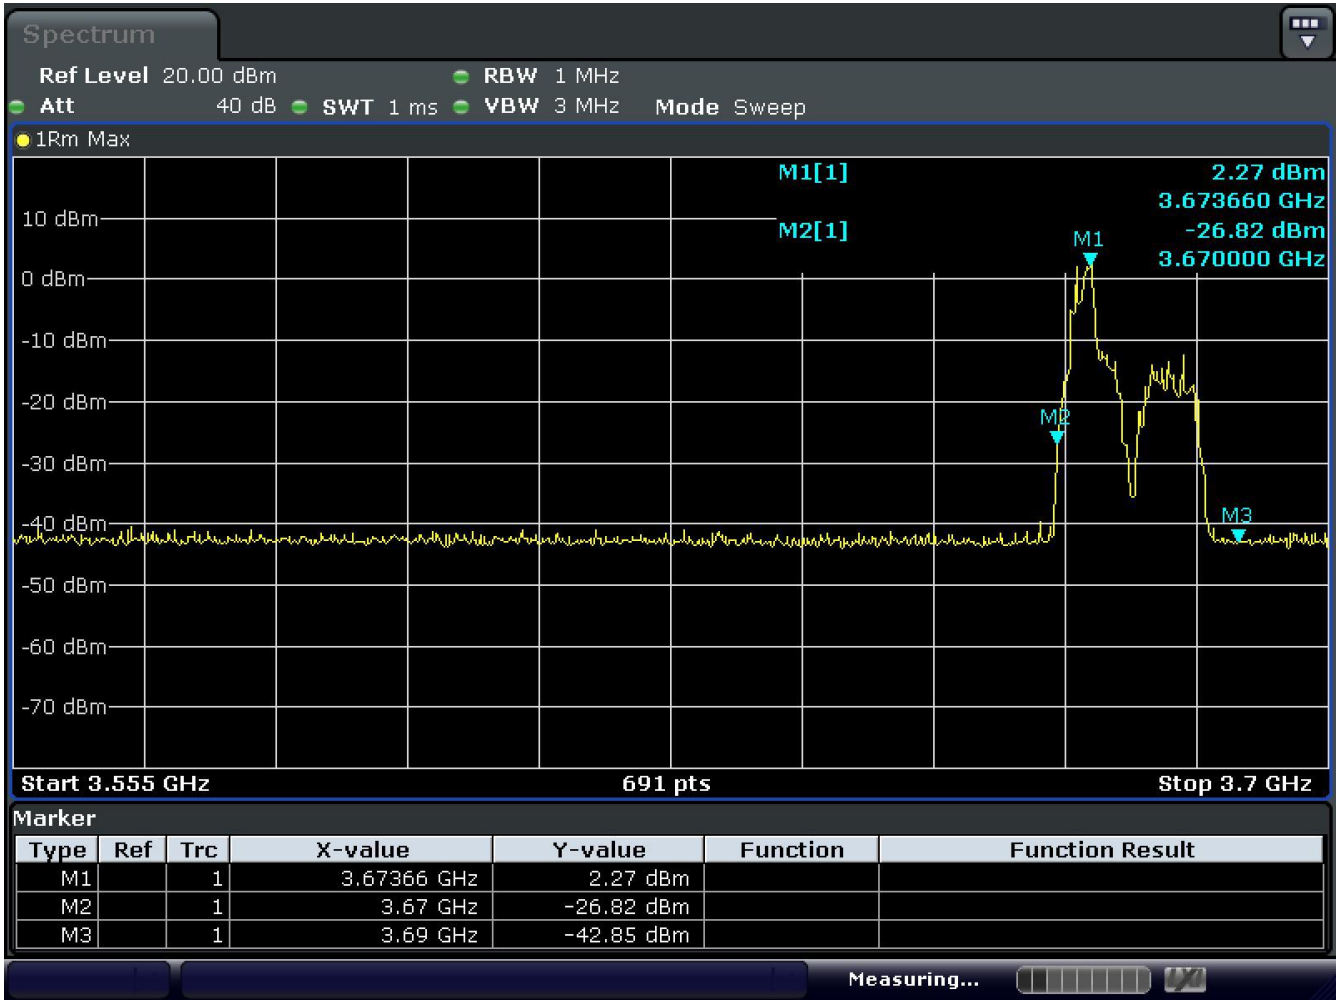 Spectrum
Ref Level 20.00 dBm RBW 1 MHz
Att 40 dB SWT 1 ms VBW 3 MHz Mode Sweep
1Rm Max
M1[1] 2.27 dBm
3.673660 GHz
10 dBm
M2[1] -26.82 dBm
M1
3.670000 GHz
0 dBm
-10 dBm
-20 dBm
M2
-30 dBm
-40 dBm
M3
-50 dBm
-60 dBm
-70 dBm
Start 3.555 GHz 691 pts Stop 3.7 GHz
Marker
Type Ref Trc X-value Y-value Function Function Result
M1 1 3.67366 GHz 2.27 dBm
M2 1 3.67 GHz -26.82 dBm
M3 1 3.69 GHz -42.85 dBm
Measuring... LXI